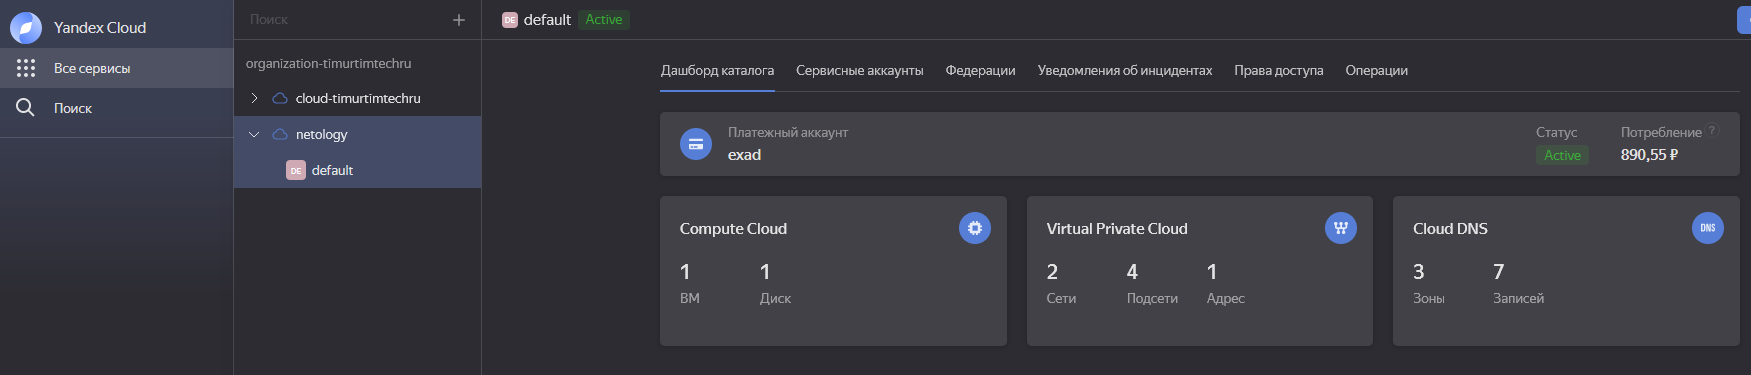 Yandex Cloud
Все сервисы
Поиск
Поиск
organization-timurtimtechru
cloud-timurtimtechru
netology
DE default
DE default Active
Дашборд каталога Сервисные аккаунты Федерации Уведомления об инцидентах Права доступа Операции
Платежный аккаунт Статус Потребление ?
exad Active 890,55 ₽
Compute Cloud
1 1
ВМ Диск
Virtual Private Cloud
2 4 1
Сети Подсети Адрес
Cloud DNS DNS
3 7
Зоны Записей